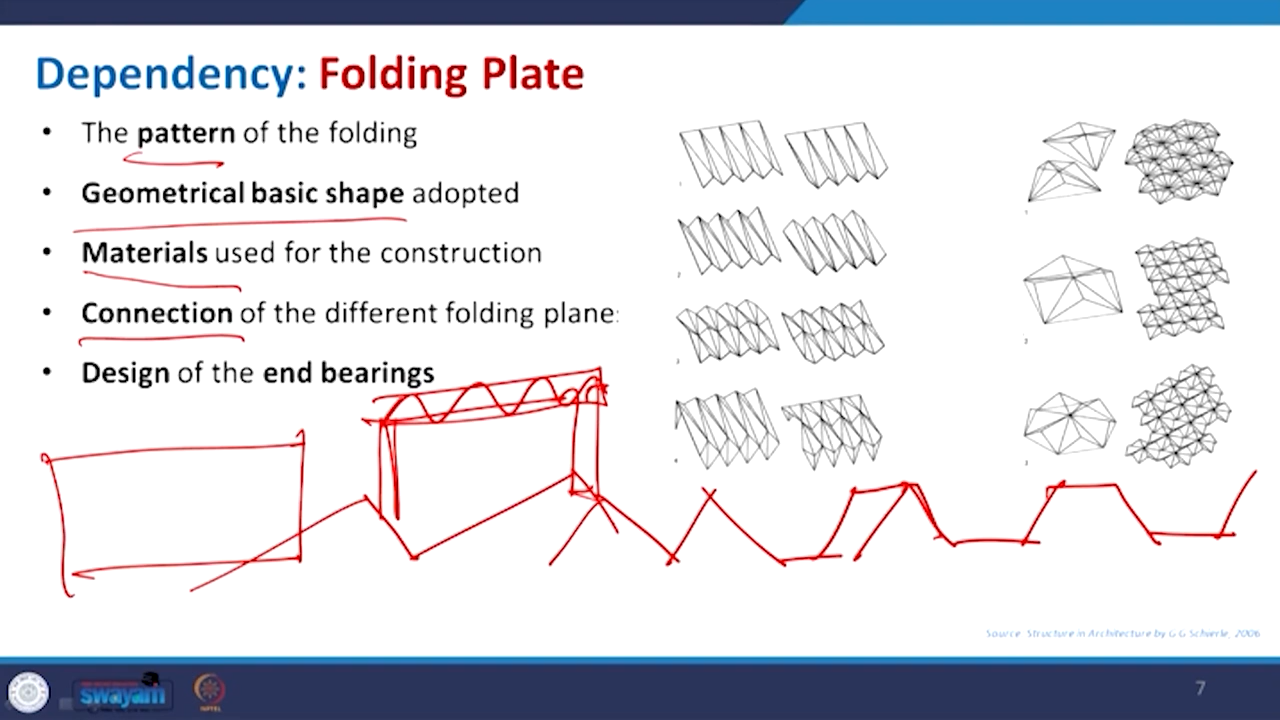 Dependency: Folding Plate
• The pattern of the folding
• Geometrical basic shape adopted
• Materials used for the construction
• Connection of the different folding plane
• Design of the end bearings
Source: Structure in Architecture by G G Schierle, 2006
swayam
7